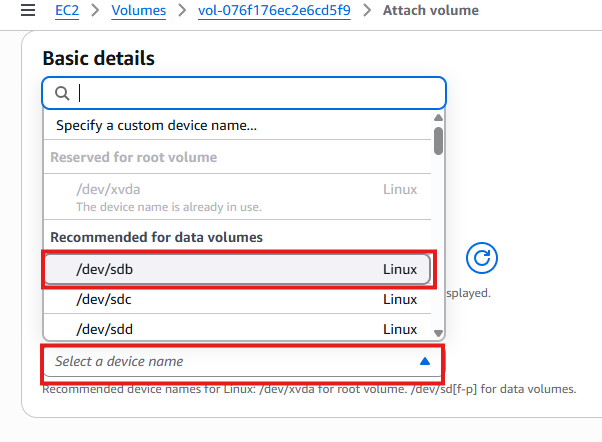 EC2 > Volumes > vol-076f176ec2e6cd5f9 > Attach volume
Basic details
Specify a custom device name...
Reserved for root volume
/dev/xvda Linux
The device name is already in use.
Recommended for data volumes
/dev/sdb Linux
splayed.
/dev/sdc Linux
/dev/sdd Linux
Select a device name
Recommended device names for Linux: /dev/xvda for root volume. /dev/sd[f-p] for data volumes.